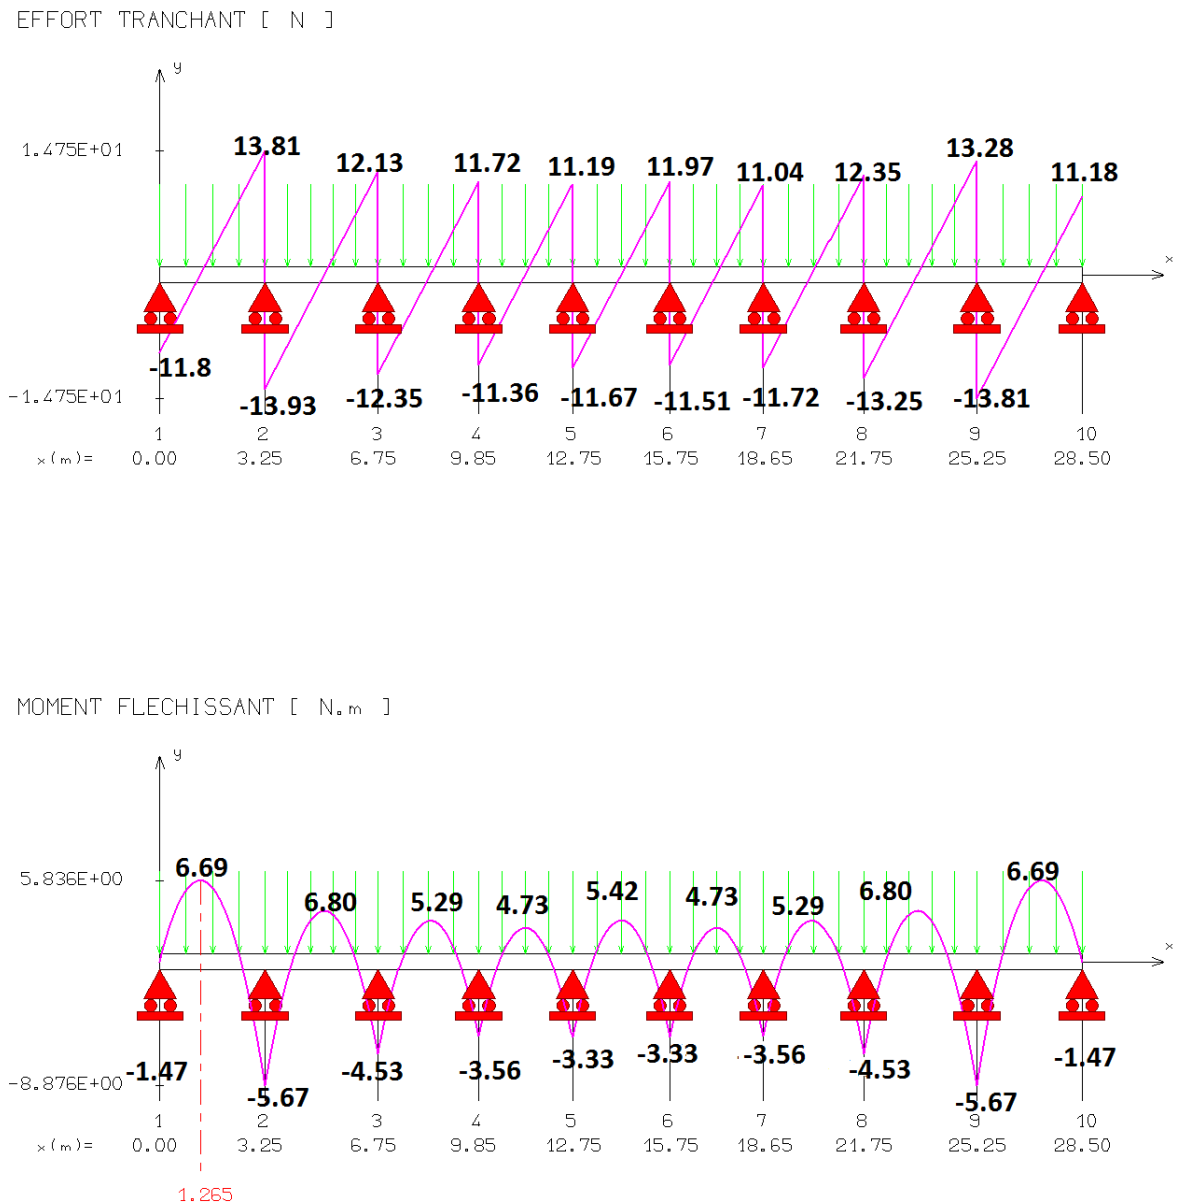 EFFORT TRANCHANT [ N ]
y
1.475E+01
13.81 12.13 11.72 11.19 11.97 11.04 12.35 13.28 11.18
x
-11.8 -13.93 -12.35 -11.36 -11.67 -11.51 -11.72 -13.25 -13.81
-1.475E+01
1 2 3 4 5 6 7 8 9 10
x(m)= 0.00 3.25 6.75 9.85 12.75 15.75 18.65 21.75 25.25 28.50
MOMENT FLECHISSANT [ N.m ]
y
5.836E+00
6.69 6.80 5.29 4.73 5.42 4.73 5.29 6.80 6.69
x
-1.47 -5.67 -4.53 -3.56 -3.33 -3.33 -3.56 -4.53 -5.67 -1.47
-8.876E+00
1 2 3 4 5 6 7 8 9 10
x(m)= 0.00 3.25 6.75 9.85 12.75 15.75 18.65 21.75 25.25 28.50
1.265